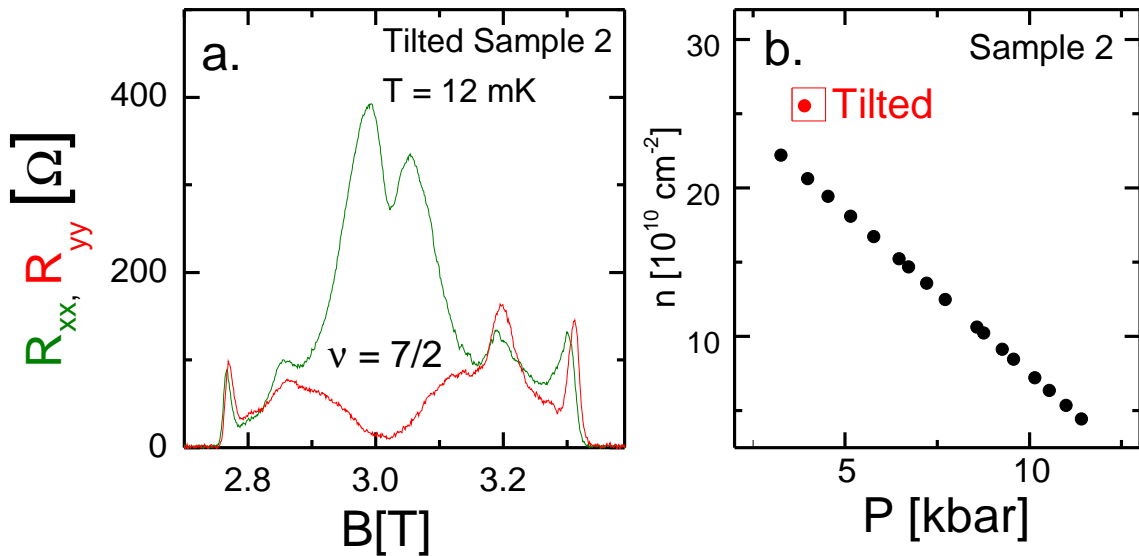 a.
Tilted Sample 2
T = 12 mK
ν = 7/2
R_xx, R_yy [Ω]
400
200
0
2.8 3.0 3.2
B[T]
b.
Sample 2
Tilted
n [10^10 cm^-2]
30
20
10
5 10
P [kbar]